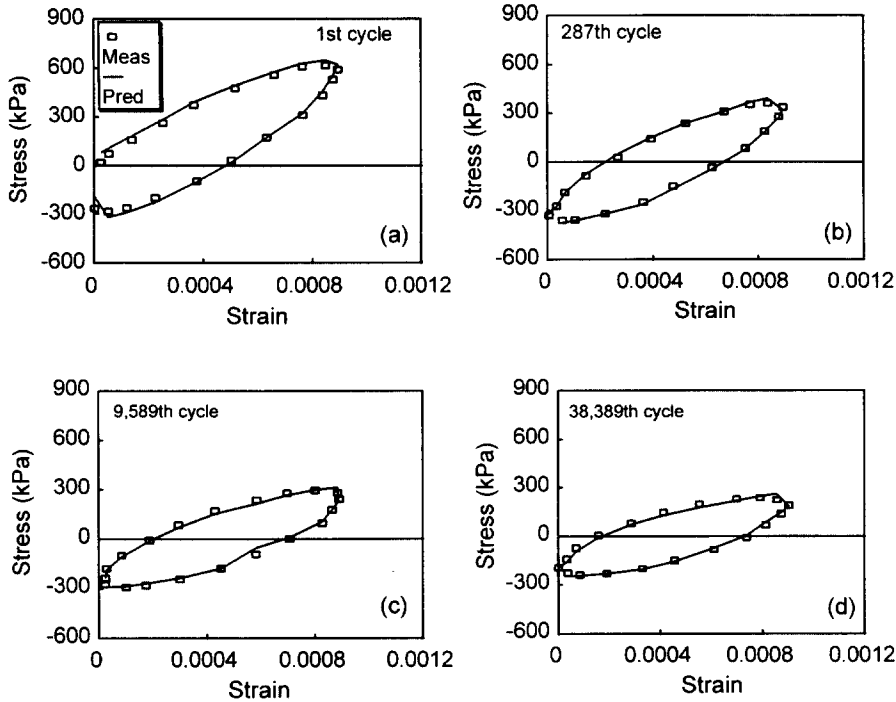 900
600
300
0
-300
-600
Stress (kPa)
Meas
Pred
1st cycle
(a)
0
0.0004
0.0008
0.0012
Strain
900
600
300
0
-300
-600
Stress (kPa)
287th cycle
(b)
0
0.0004
0.0008
0.0012
Strain
900
600
300
0
-300
-600
Stress (kPa)
9,589th cycle
(c)
0
0.0004
0.0008
0.0012
Strain
900
600
300
0
-300
-600
Stress (kPa)
38,389th cycle
(d)
0
0.0004
0.0008
0.0012
Strain